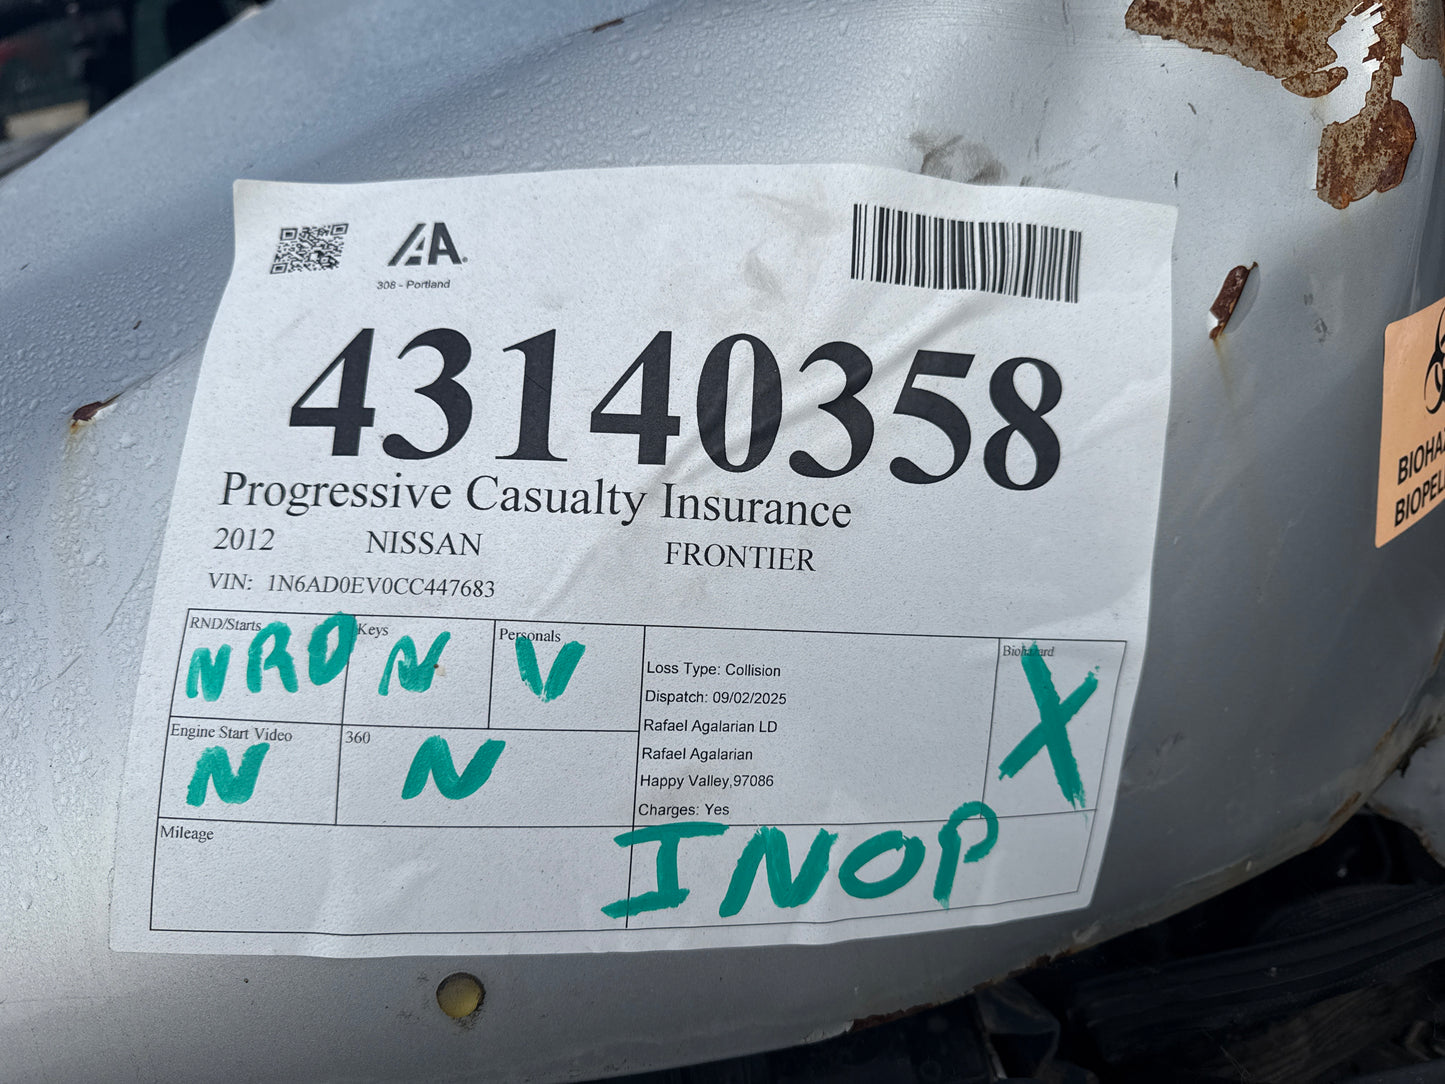 IAA
308 - Portland
43140358
Progressive Casualty Insurance
2012 NISSAN FRONTIER
VIN: 1N6AD0EV0CC447683
RND/Starts Keys Personals
NRD N V
Loss Type: Collision
Dispatch: 09/02/2025
Rafael Agalarian LD
Rafael Agalarian
Happy Valley,97086
Charges: Yes
Biohazard
X
Engine Start Video 360
N N
Mileage
INOP